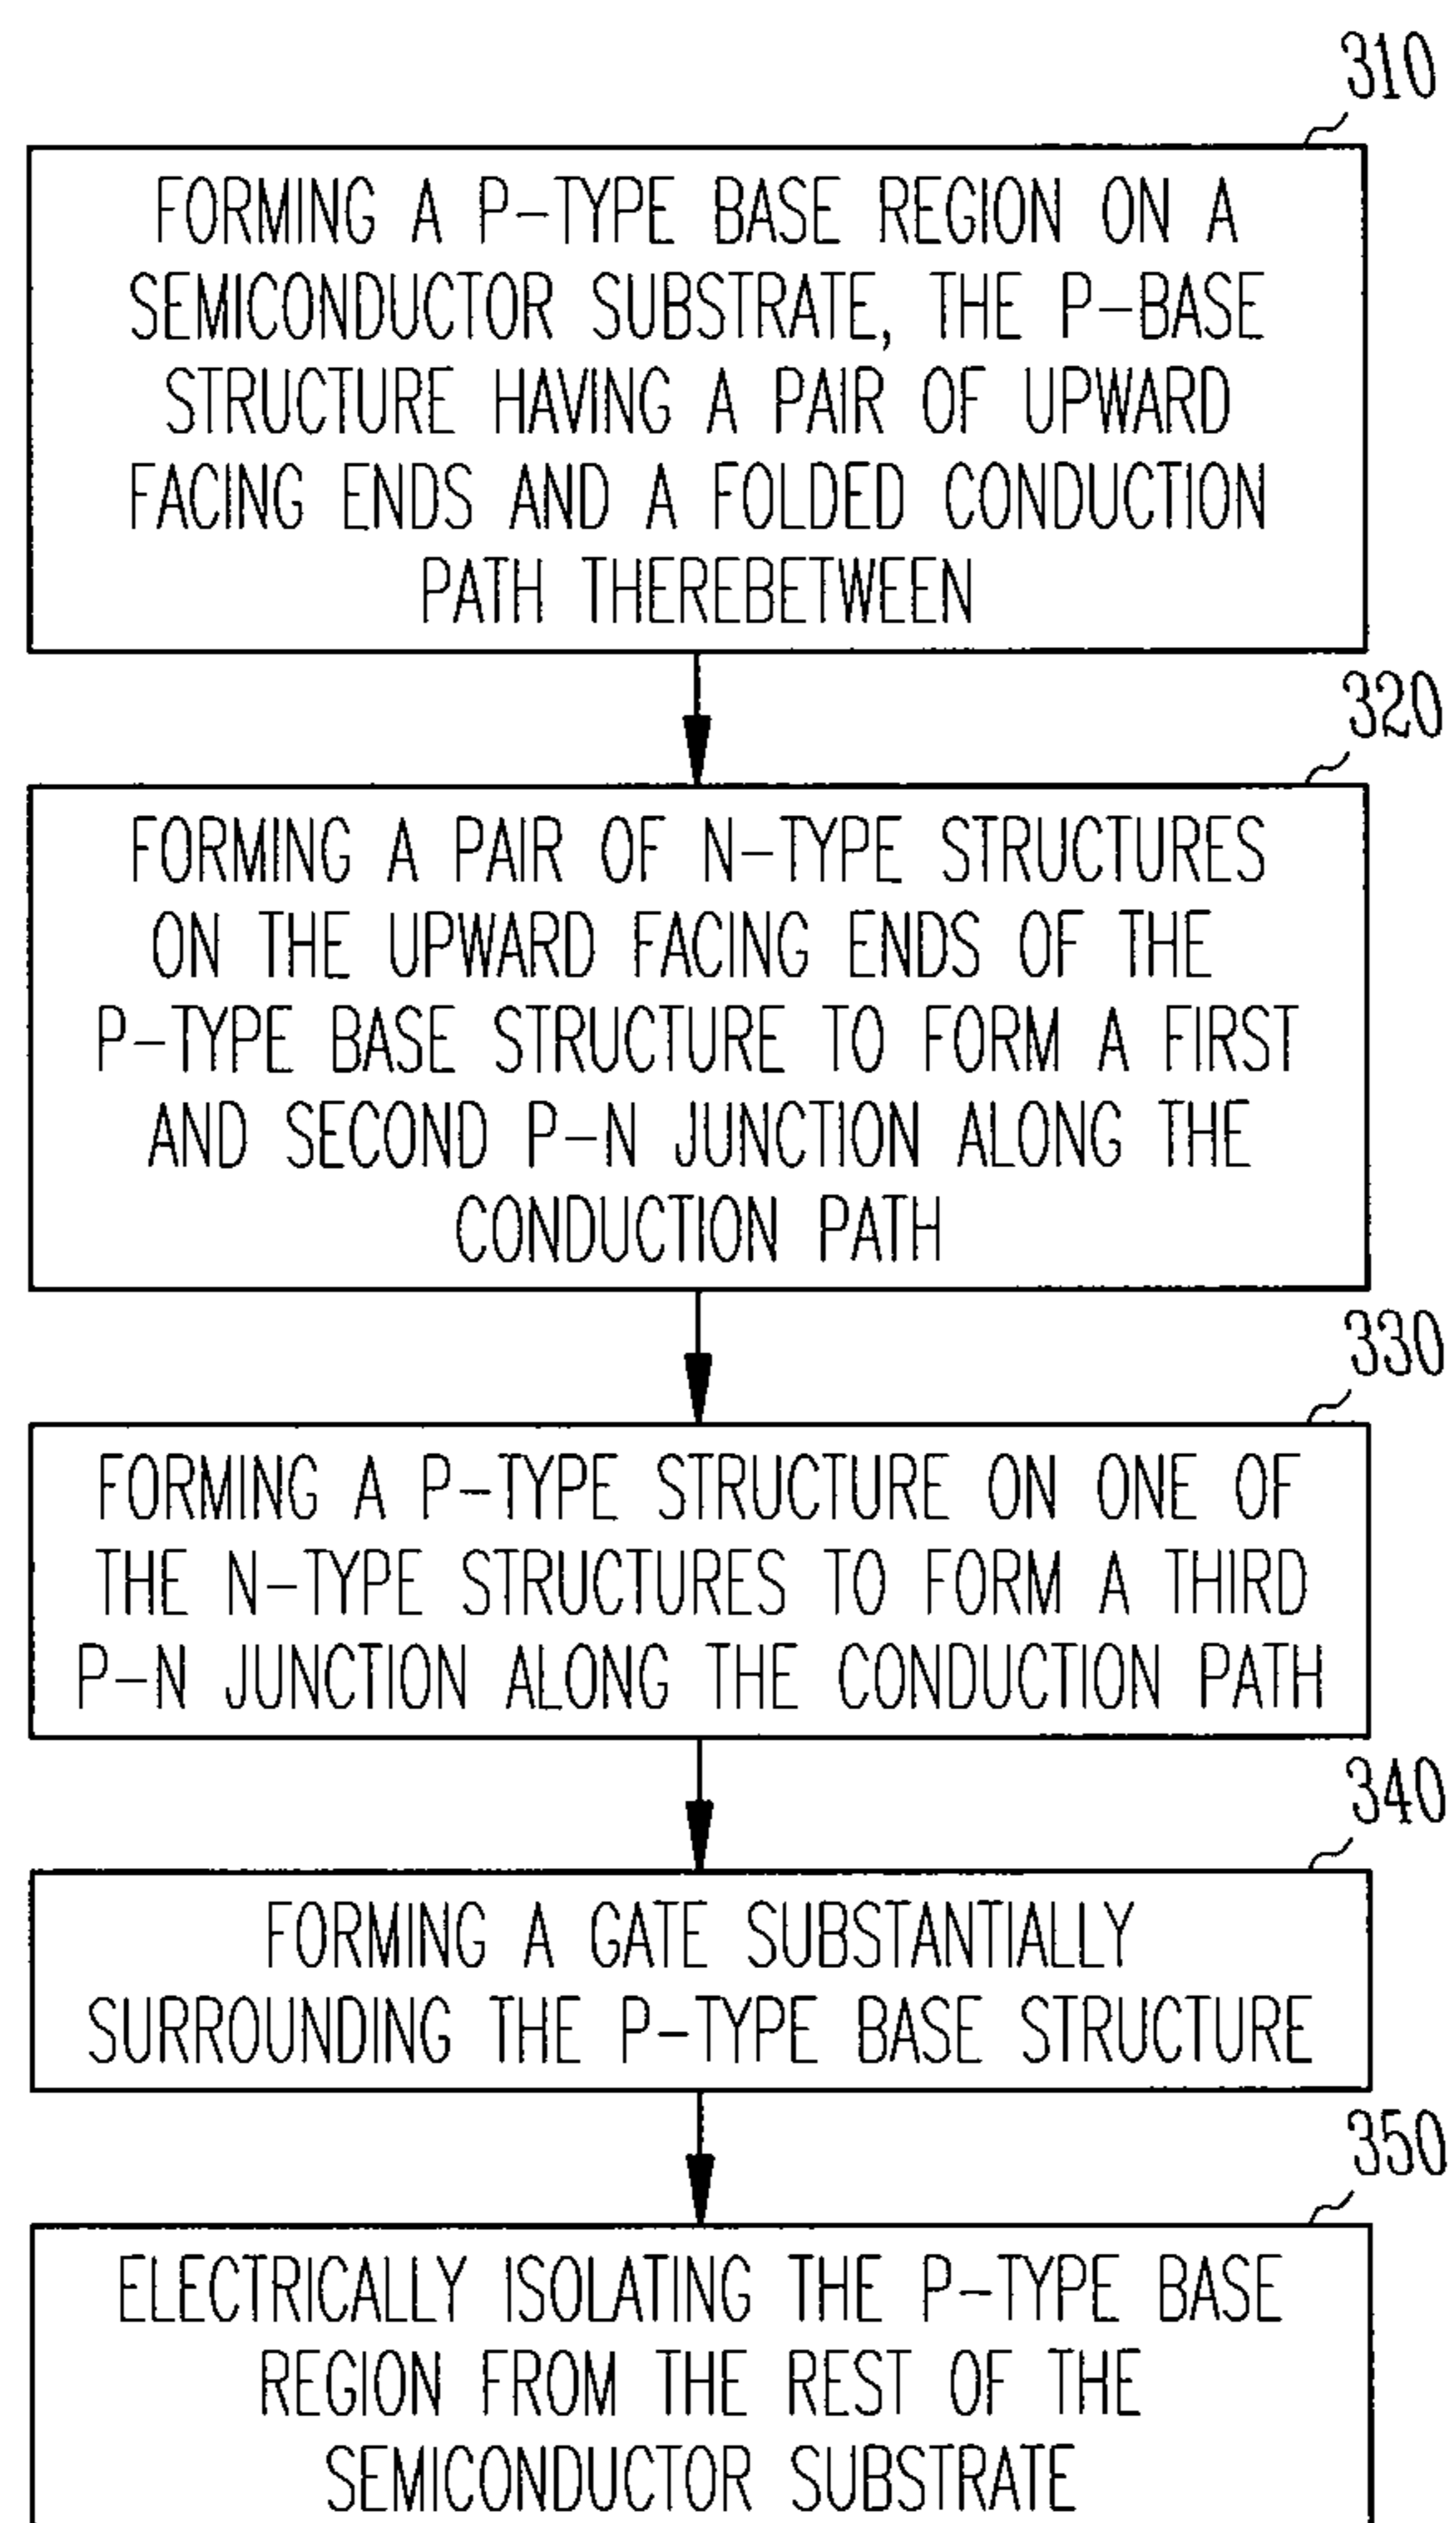 310
FORMING A P-TYPE BASE REGION ON A
SEMICONDUCTOR SUBSTRATE, THE P-BASE
STRUCTURE HAVING A PAIR OF UPWARD
FACING ENDS AND A FOLDED CONDUCTION
PATH THEREBETWEEN
320
FORMING A PAIR OF N-TYPE STRUCTURES
ON THE UPWARD FACING ENDS OF THE
P-TYPE BASE STRUCTURE TO FORM A FIRST
AND SECOND P-N JUNCTION ALONG THE
CONDUCTION PATH
330
FORMING A P-TYPE STRUCTURE ON ONE OF
THE N-TYPE STRUCTURES TO FORM A THIRD
P-N JUNCTION ALONG THE CONDUCTION PATH
340
FORMING A GATE SUBSTANTIALLY
SURROUNDING THE P-TYPE BASE STRUCTURE
350
ELECTRICALLY ISOLATING THE P-TYPE BASE
REGION FROM THE REST OF THE
SEMICONDUCTOR SUBSTRATE